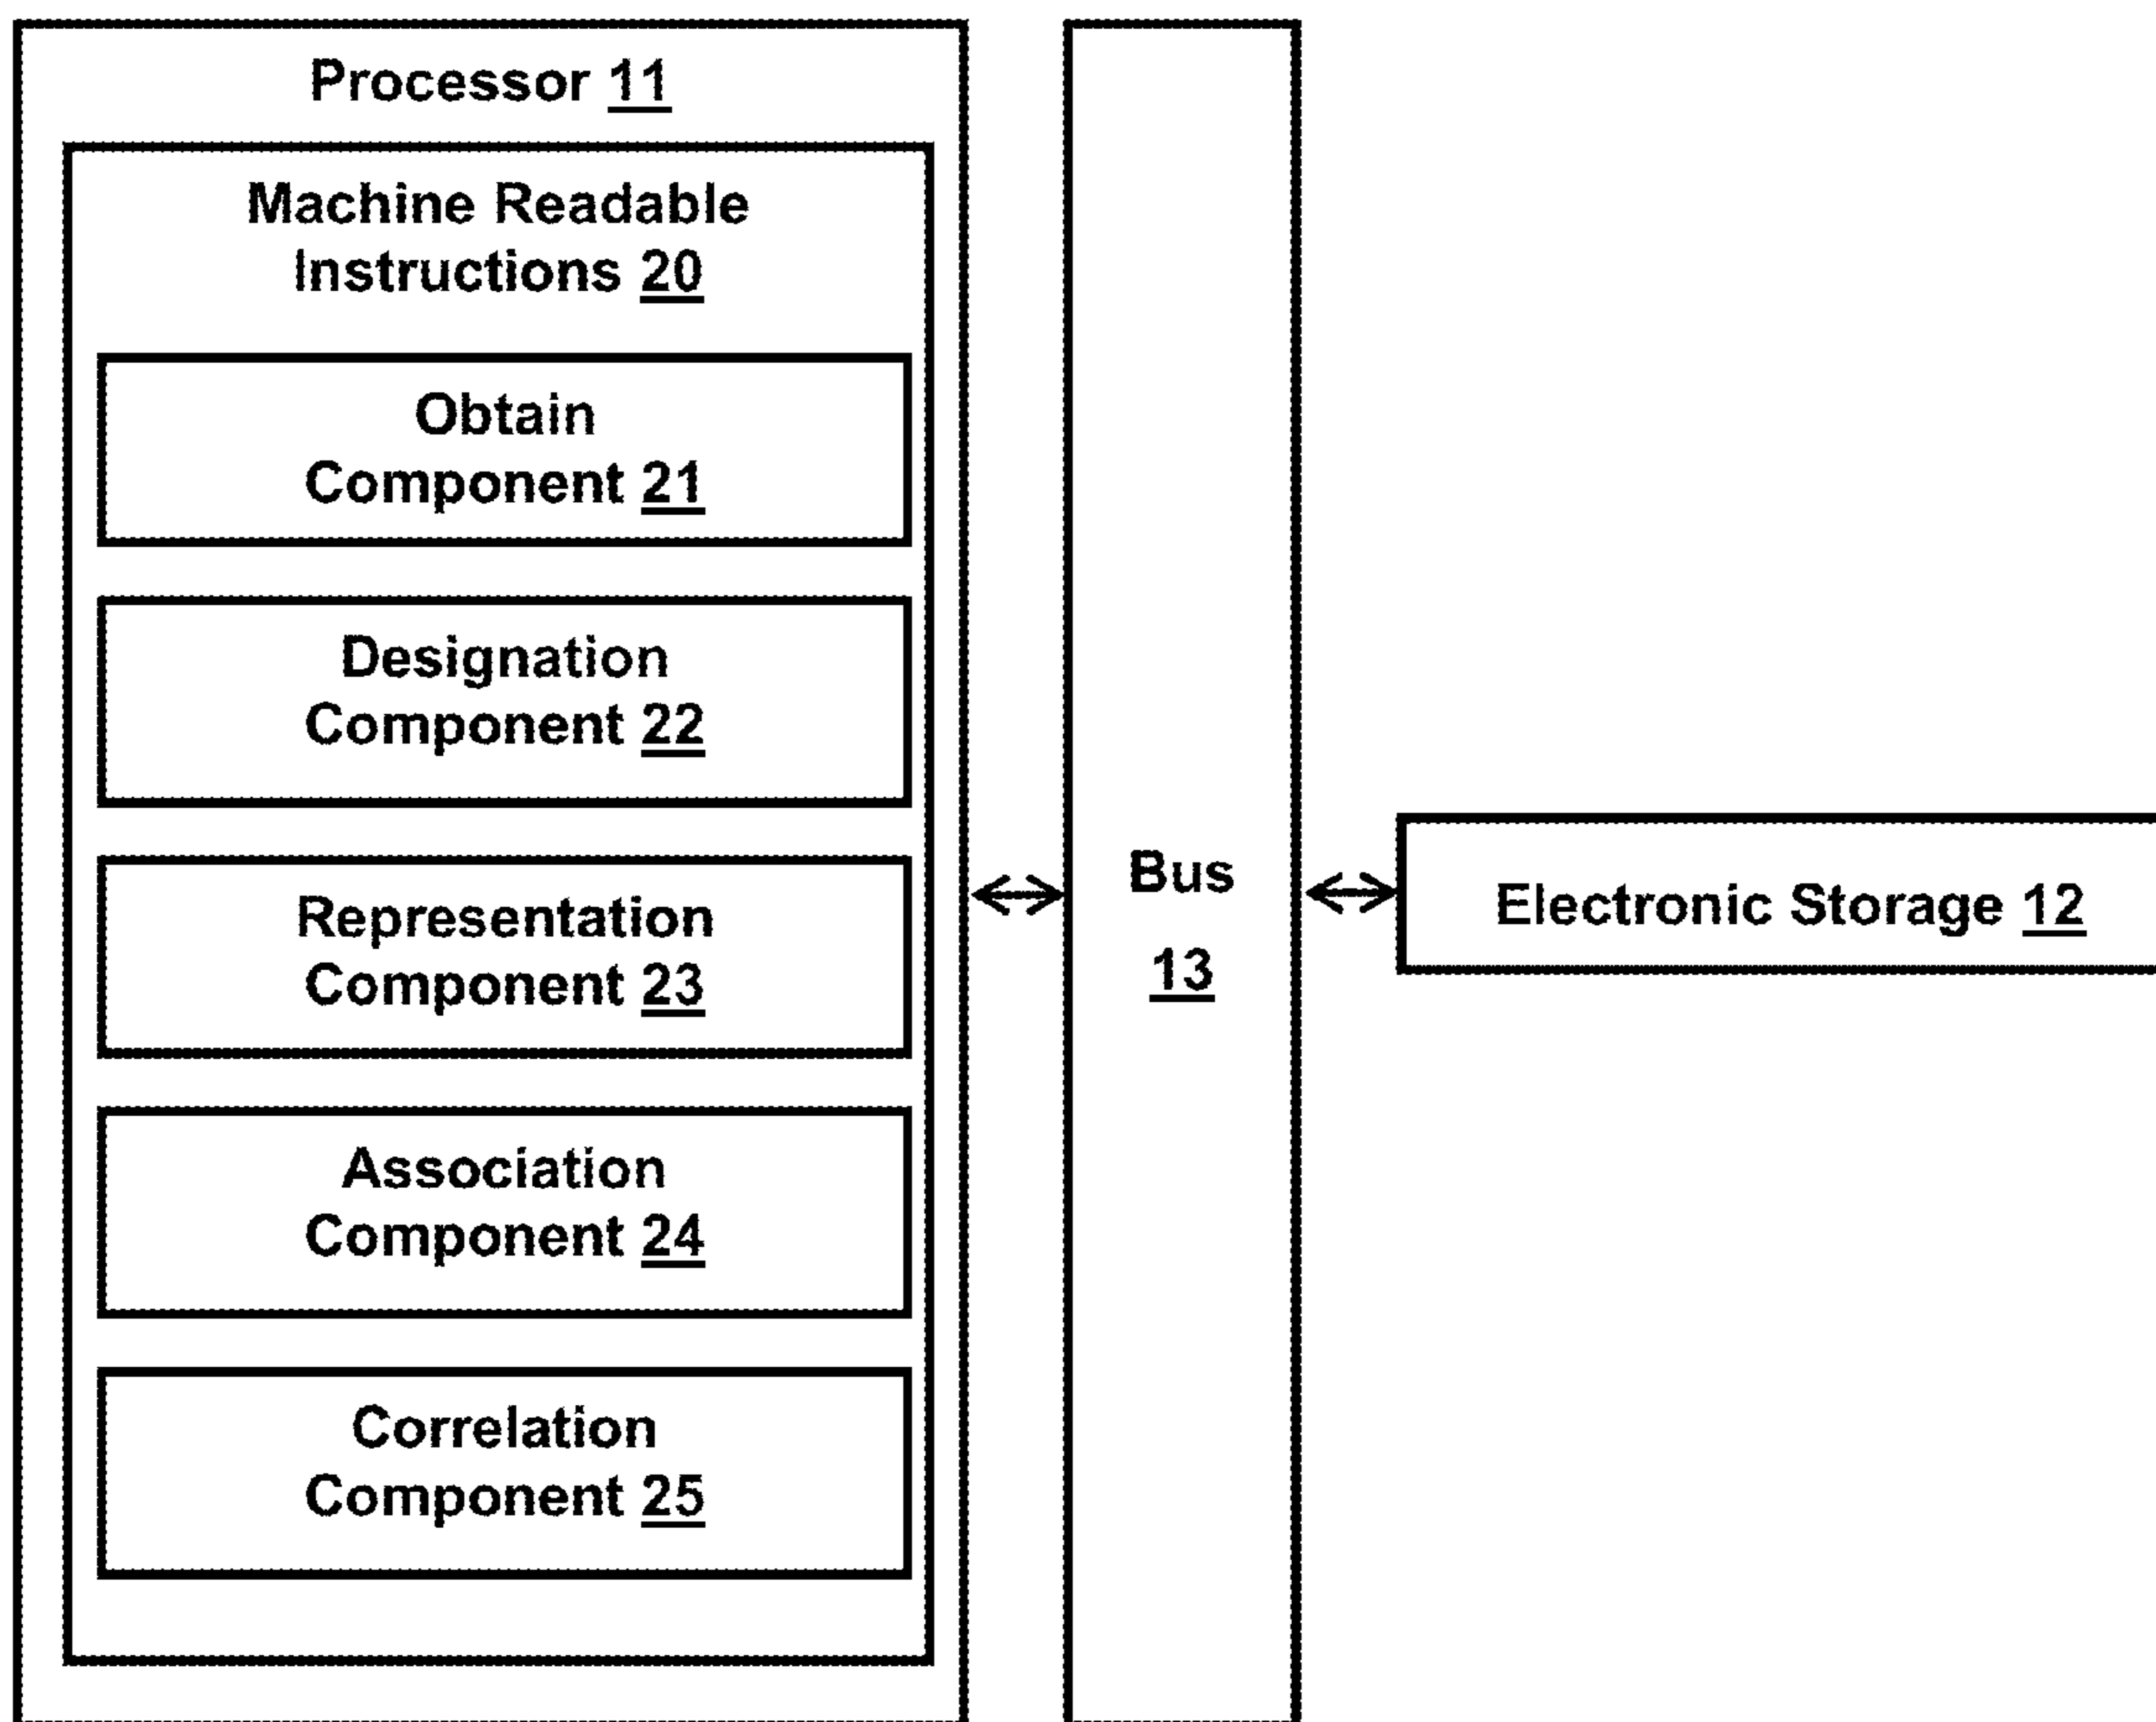 Processor 11
Machine Readable
Instructions 20
Obtain
Component 21
Designation
Component 22
Representation
Component 23
Association
Component 24
Correlation
Component 25
Bus
13
Electronic Storage 12